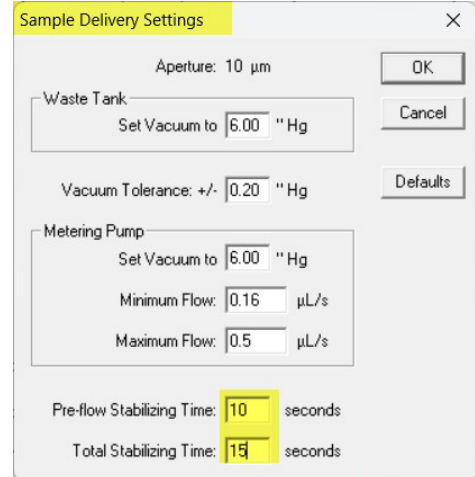 Sample Delivery Settings
Aperture: 10 µm
OK
Waste Tank
Set Vacuum to 6.00 " Hg
Cancel
Vacuum Tolerance: +/- 0.20 " Hg
Defaults
Metering Pump
Set Vacuum to 6.00 " Hg
Minimum Flow: 0.16 µL/s
Maximum Flow: 0.5 µL/s
Pre-flow Stabilizing Time: 10 seconds
Total Stabilizing Time: 15 seconds